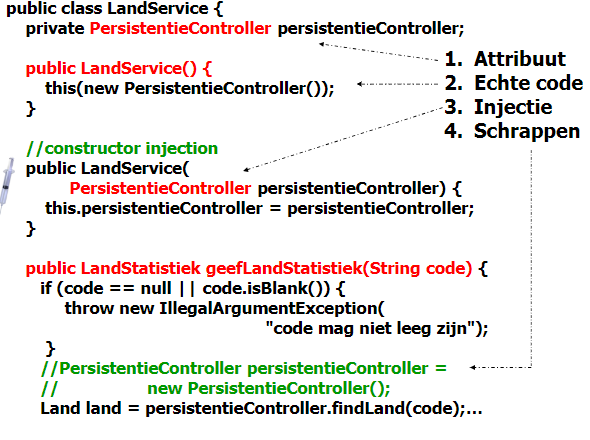 public class LandService {
private PersistentieController persistentieController;
public LandService() {
this(new PersistentieController());
}
//constructor injection
public LandService(
PersistentieController persistentieController) {
this.persistentieController = persistentieController;
}
public LandStatistiek geefLandStatistiek(String code) {
if (code == null || code.isBlank()) {
throw new IllegalArgumentException(
"code mag niet leeg zijn");
}
//PersistentieController persistentieController =
// new PersistentieController();
Land land = persistentieController.findLand(code);...
1. Attribuut
2. Echte code
3. Injectie
4. Schrappen